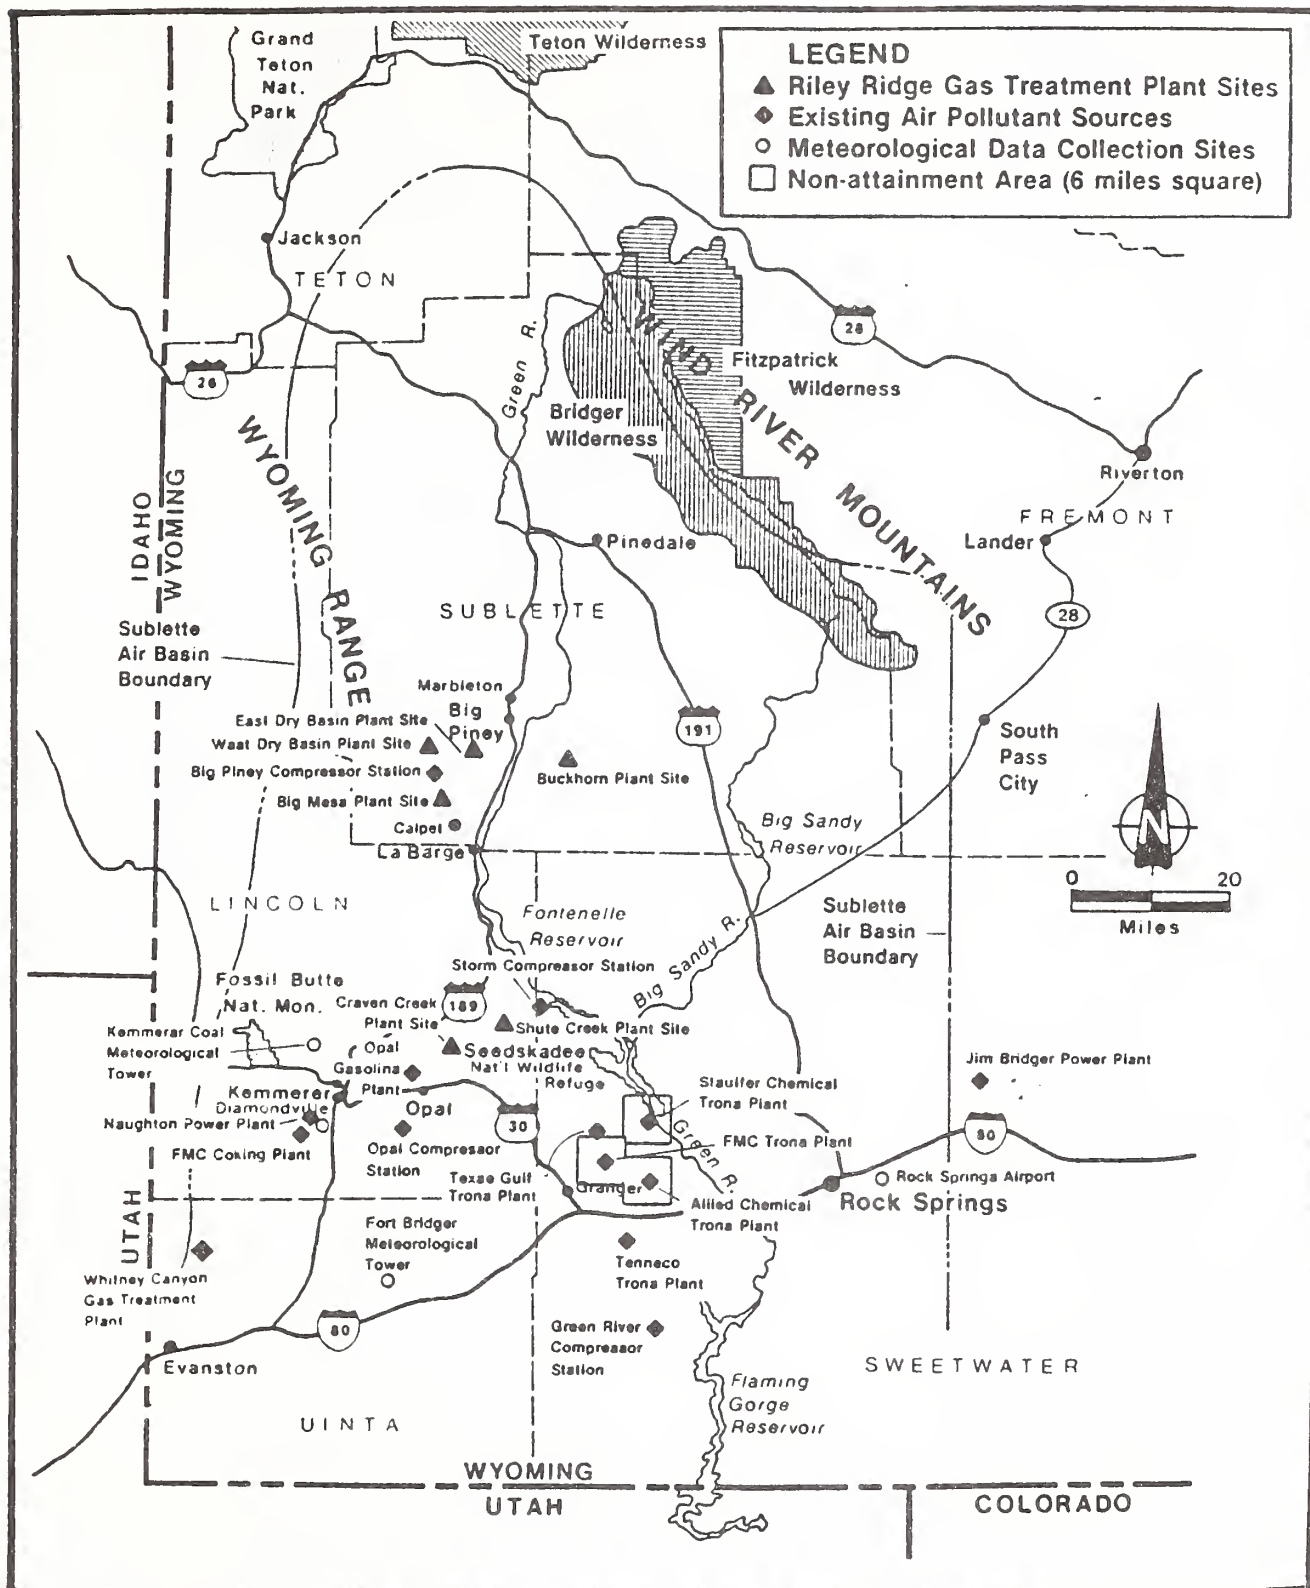 Grand
Teton
Nat.
Park
Teton Wilderness
LEGEND
Riley Ridge Gas Treatment Plant Sites
Existing Air Pollutant Sources
Meteorological Data Collection Sites
Non-attainment Area (6 miles square)
Jackson
TETON
Green R.
28
26
WIND RIVER MOUNTAINS
Fitzpatrick
Wilderness
Bridger
Wilderness
WYOMING RANGE
Riverton
FREMONT
Lander
28
IDAHO
WYOMING
Pinedale
SUBLETTE
Sublette
Air Basin
Boundary
Marbleton
Big
Piney
East Dry Basin Plant Site
Waat Dry Basin Plant Site
Big Piney Compressor Station
Big Mesa Plant Site
Buckhorn Plant Site
191
South
Pass
City
Calpet
La Barge
Big Sandy
Reservoir
N
0 20
Miles
LINCOLN
Fontenelle
Reservoir
Big Sandy R.
Sublette
Air Basin
Boundary
Storm Compressor Station
Fossil Butte
Nat. Mon.
Craven Creek
Plant Site
189
Shute Creek Plant Site
Kemmerar Coal
Meteorological
Tower
Opal
Gasolina
Plant
Seedskadee
Nat'l Wildlife
Refuge
Jim Bridger Power Plant
Kemmerer
Diamondville
Naughton Power Plant
FMC Coking Plant
Opal
Opal Compressor
Station
30
Staulfer Chemical
Trona Plant
FMC Trona Plant
Green R.
80
Texas Gulf
Trona Plant
Granger
Allied Chemical
Trona Plant
Rock Springs Airport
Rock Springs
UTAH
Fort Bridger
Meteorological
Tower
Whitney Canyon
Gas Treatment
Plant
Tenneco
Trona Plant
80
Green River
Compressor
Station
Evanston
SWEETWATER
Flaming
Gorge
Reservoir
UINTA
WYOMING
UTAH
COLORADO